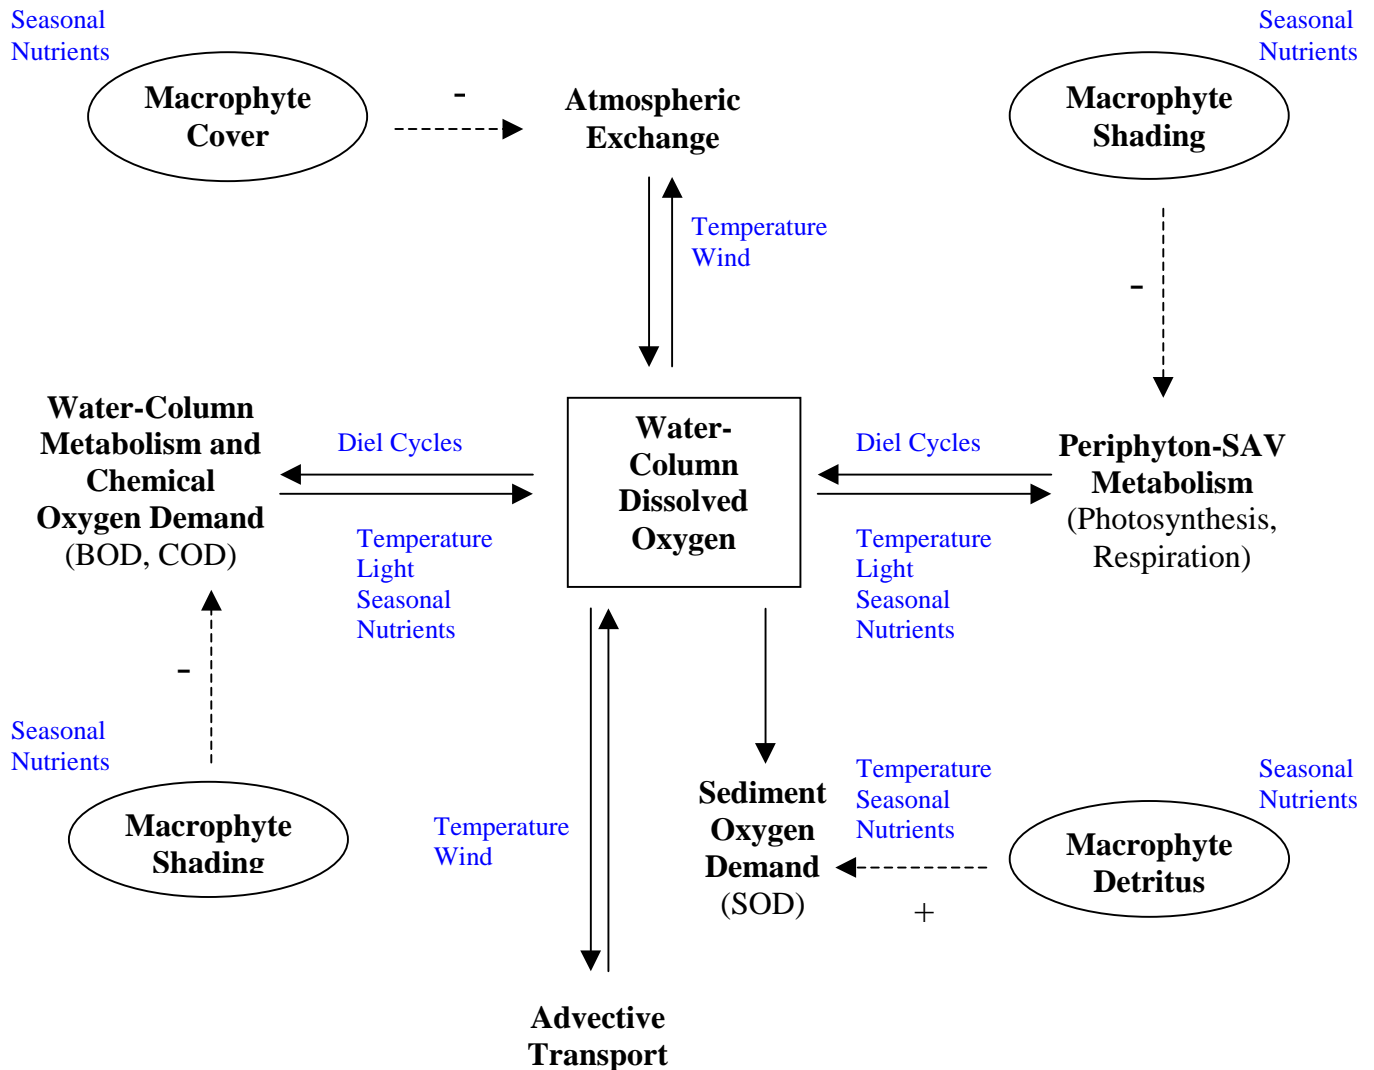 Seasonal
Nutrients
Macrophyte
Cover
-
Atmospheric
Exchange
Seasonal
Nutrients
Macrophyte
Shading
Temperature
Wind
-
Water-Column
Metabolism and
Chemical
Oxygen Demand
(BOD, COD)
Diel Cycles
Temperature
Light
Seasonal
Nutrients
Water-
Column
Dissolved
Oxygen
Diel Cycles
Temperature
Light
Seasonal
Nutrients
Periphyton-SAV
Metabolism
(Photosynthesis,
Respiration)
-
Seasonal
Nutrients
Macrophyte
Shading
Temperature
Wind
Sediment
Oxygen
Demand
(SOD)
Temperature
Seasonal
Nutrients
+
Seasonal
Nutrients
Macrophyte
Detritus
Advective
Transport